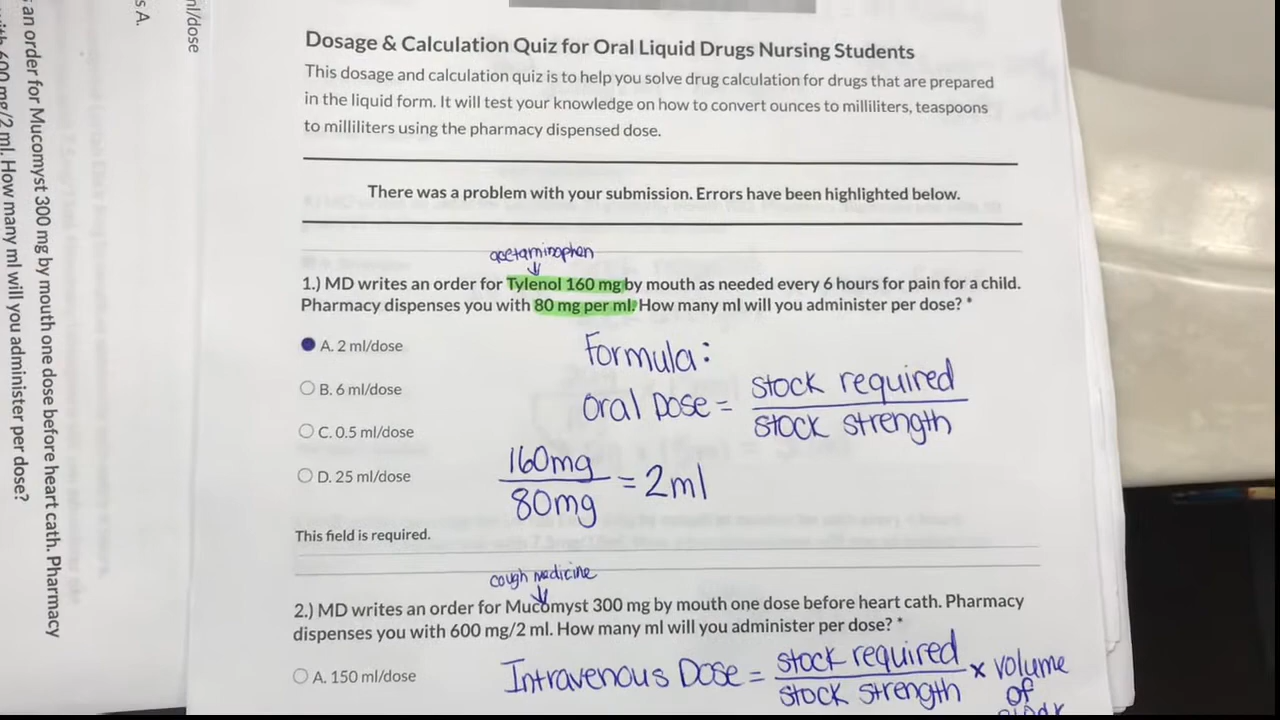 s A.
ml/dose
an order for Mucomyst 300 mg by mouth one dose before heart cath. Pharmacy
with 600 mg/2 ml. How many ml will you administer per dose?
Dosage & Calculation Quiz for Oral Liquid Drugs Nursing Students
This dosage and calculation quiz is to help you solve drug calculation for drugs that are prepared
in the liquid form. It will test your knowledge on how to convert ounces to milliliters, teaspoons
to milliliters using the pharmacy dispensed dose.
There was a problem with your submission. Errors have been highlighted below.
acetaminophen
1.) MD writes an order for Tylenol 160 mg by mouth as needed every 6 hours for pain for a child.
Pharmacy dispenses you with 80 mg per ml. How many ml will you administer per dose? *
A. 2 ml/dose
B. 6 ml/dose
C. 0.5 ml/dose
D. 25 ml/dose
Formula:
Oral Dose = stock required
stock strength
160mg
80mg = 2ml
This field is required.
cough medicine
2.) MD writes an order for Mucomyst 300 mg by mouth one dose before heart cath. Pharmacy
dispenses you with 600 mg/2 ml. How many ml will you administer per dose? *
A. 150 ml/dose
Intravenous Dose = stock required x volume
stock strength of